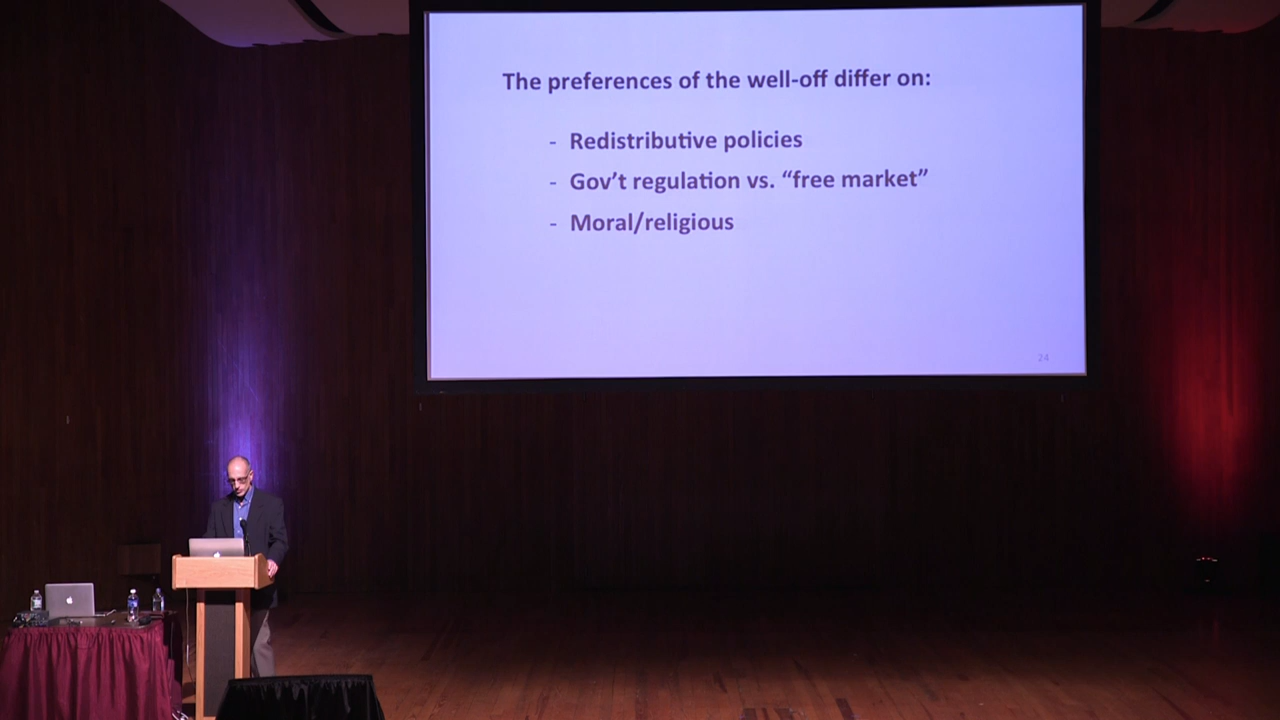 The preferences of the well-off differ on:
- Redistributive policies
- Gov’t regulation vs. “free market”
- Moral/religious
24